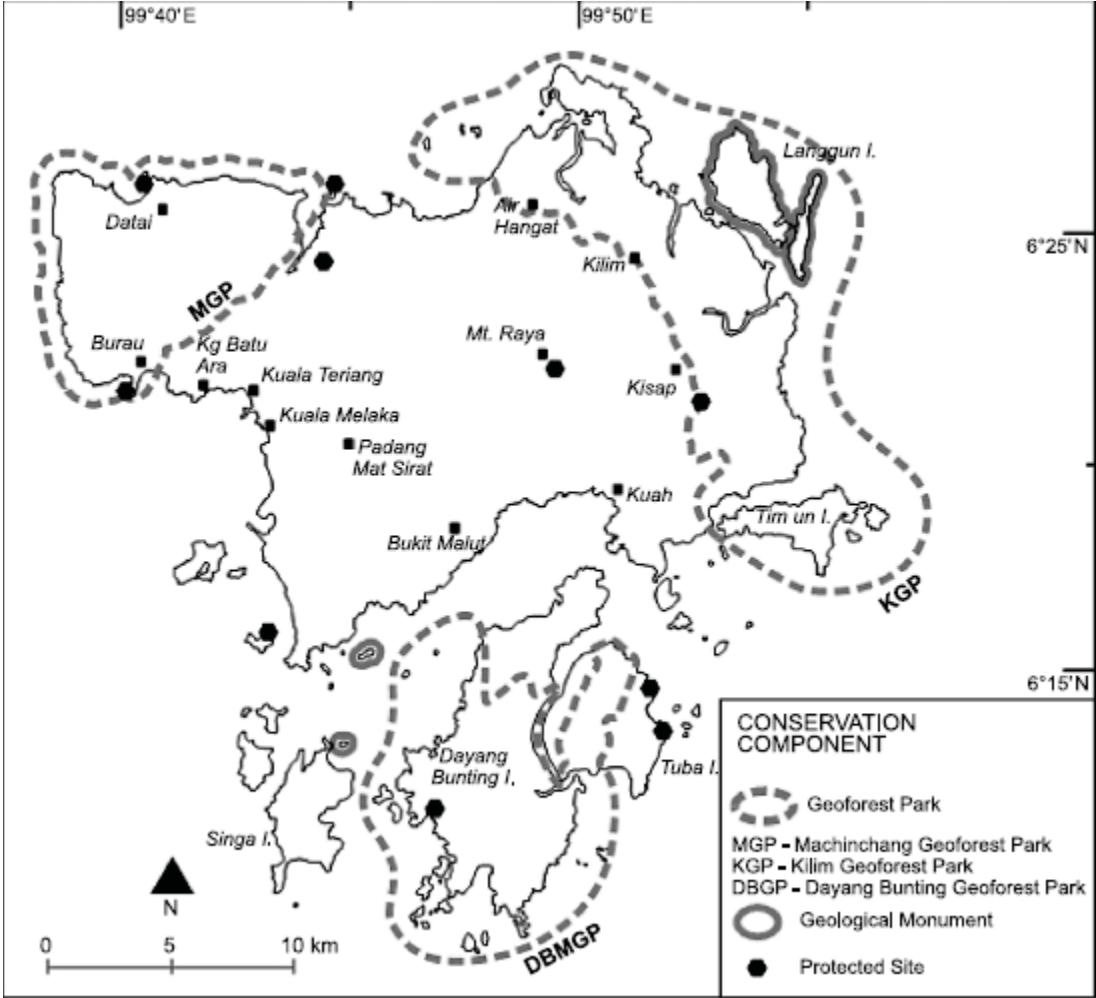 99°40'E
99°50'E
Langgun I.
Air
Hangat
Datai
6°25'N
Kilim
MGP
Mt. Raya
Burau
Kg Batu
Ara
Kuala Teriang
Kisap
Kuala Melaka
Padang
Mat Sirat
Kuah
Tim un I.
Bukit Malut
KGP
6°15'N
Dayang
Bunting I.
Tuba I.
Singa I.
N
0 5 10 km
DBMGP
CONSERVATION
COMPONENT
Geoforest Park
MGP - Machinchang Geoforest Park
KGP - Kilim Geoforest Park
DBGP - Dayang Bunting Geoforest Park
Geological Monument
Protected Site